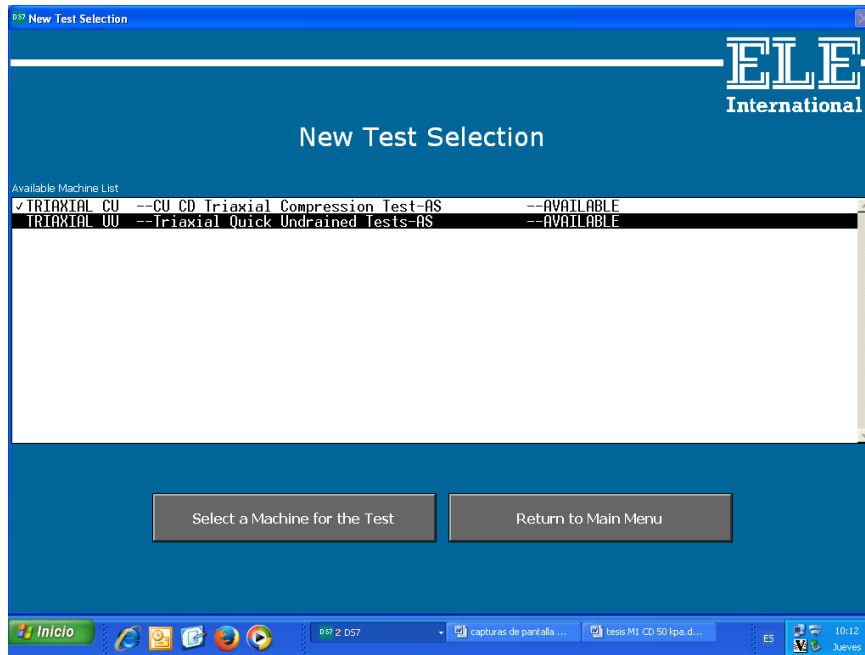 DS7 New Test Selection
ELE
International
New Test Selection
Available Machine List
✓TRIAXIAL CU --CU CD Triaxial Compression Test-AS --AVAILABLE
TRIAXIAL UU --Triaxial Quick Undrained Tests-AS --AVAILABLE
Select a Machine for the Test
Return to Main Menu
Inicio
DS7 2 DS7
capturas de pantalla ...
tesis M1 CD 50 kpa.d...
ES
10:12
Jueves